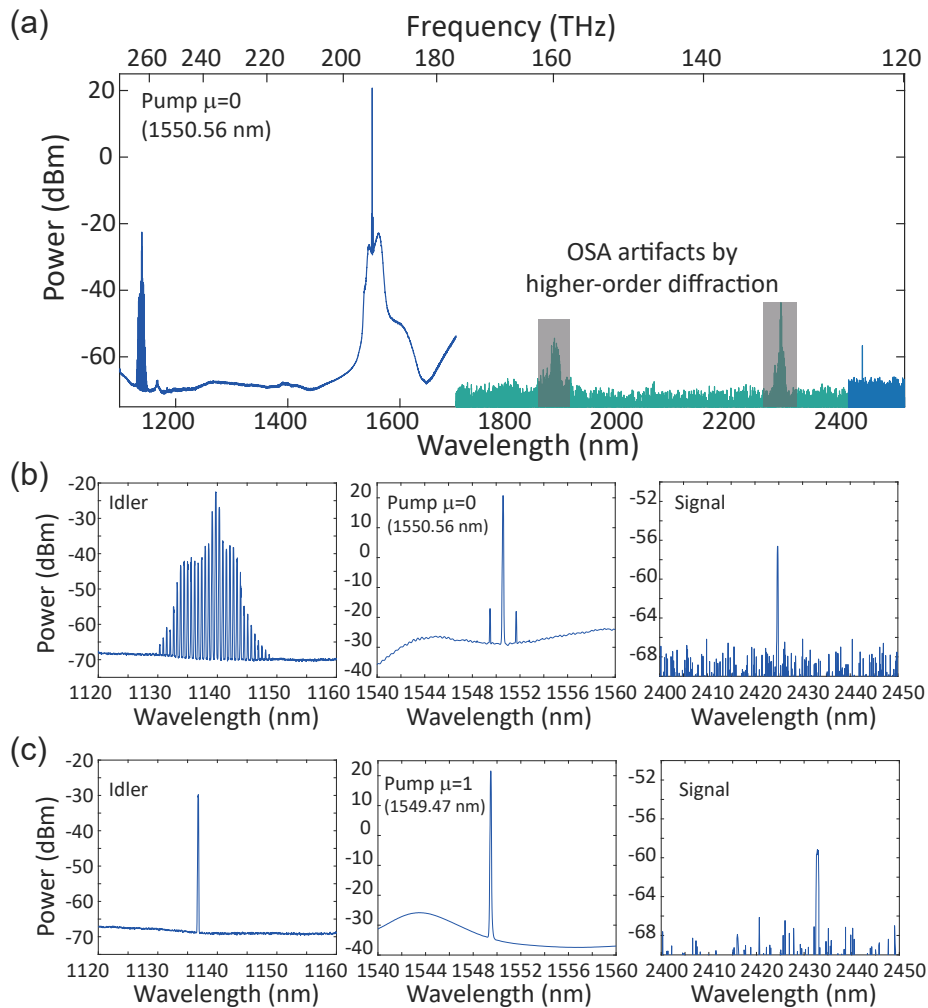 (a)
Frequency (THz)
260 240 220 200 180 160 140 120
Pump μ=0
(1550.56 nm)
OSA artifacts by
higher-order diffraction
Power (dBm)
20
0
-20
-40
-60
1200 1400 1600 1800 2000 2200 2400
Wavelength (nm)
(b)
Idler
Power (dBm)
-20
-30
-40
-50
-60
-70
1120 1130 1140 1150 1160
Wavelength (nm)
Pump μ=0
(1550.56 nm)
20
10
0
-10
-20
-30
-40
1540 1544 1548 1552 1556 1560
Wavelength (nm)
Signal
-52
-56
-60
-64
-68
2400 2410 2420 2430 2440 2450
Wavelength (nm)
(c)
Idler
Power (dBm)
-20
-30
-40
-50
-60
-70
1120 1130 1140 1150 1160
Wavelength (nm)
Pump μ=1
(1549.47 nm)
20
10
0
-10
-20
-30
-40
1540 1544 1548 1552 1556 1560
Wavelength (nm)
Signal
-52
-56
-60
-64
-68
2400 2410 2420 2430 2440 2450
Wavelength (nm)